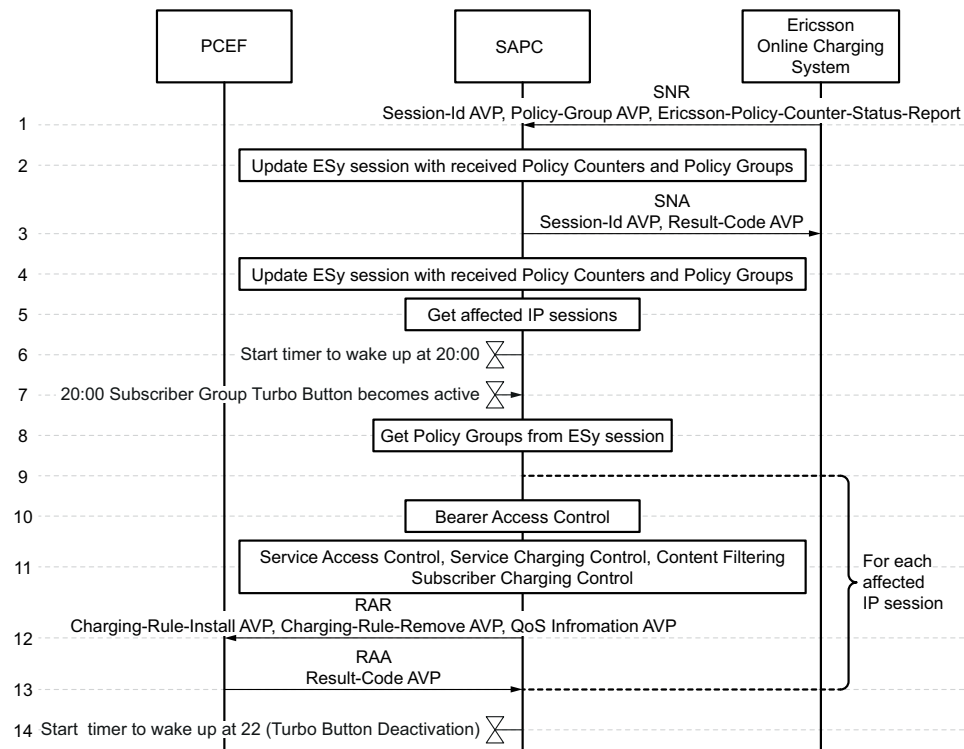 PCEF
SAPC
Ericsson
Online Charging
System
SNR
Session-Id AVP, Policy-Group AVP, Ericsson-Policy-Counter-Status-Report
1
2
Update ESy session with received Policy Counters and Policy Groups
SNA
Session-Id AVP, Result-Code AVP
3
4
Update ESy session with received Policy Counters and Policy Groups
5
Get affected IP sessions
6
Start timer to wake up at 20:00
7
20:00 Subscriber Group Turbo Button becomes active
8
Get Policy Groups from ESy session
9
10
Bearer Access Control
11
Service Access Control, Service Charging Control, Content Filtering
Subscriber Charging Control
For each
affected
IP session
RAR
Charging-Rule-Install AVP, Charging-Rule-Remove AVP, QoS Infromation AVP
12
RAA
Result-Code AVP
13
14
Start timer to wake up at 22 (Turbo Button Deactivation)